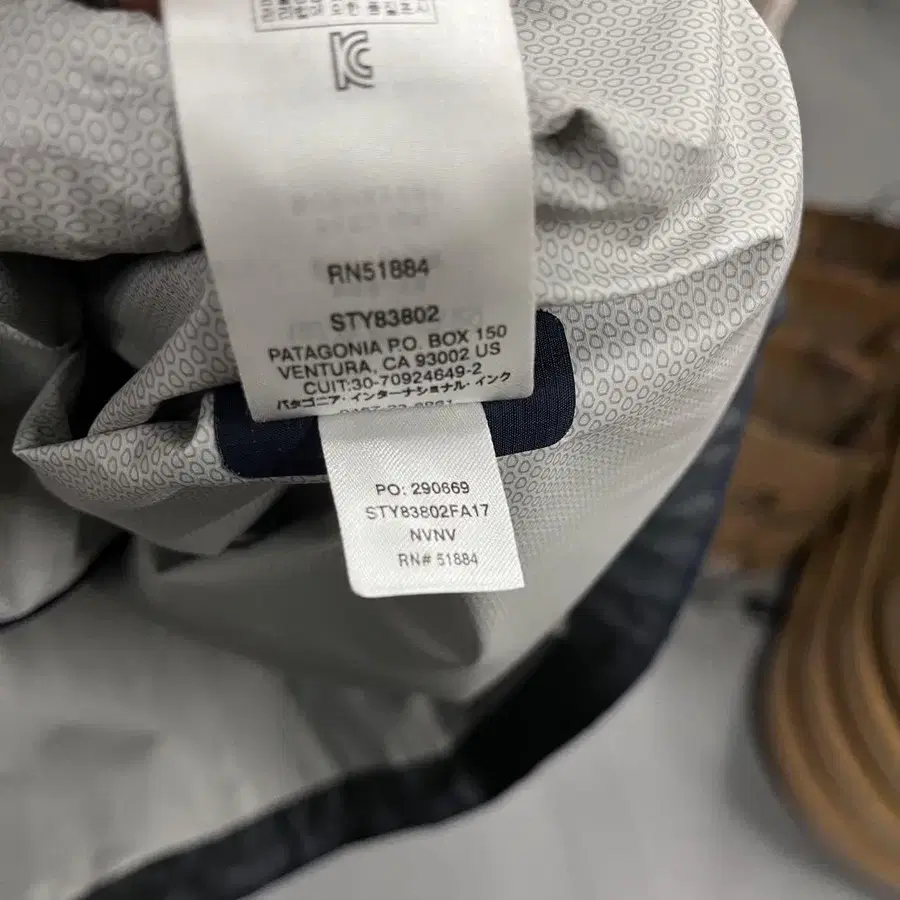 RN51884
STY83802
PATAGONIA P.O. BOX 150
VENTURA, CA 93002 US
CUIT:30-70924649-2
パタゴニア・インターナショナル・インク
PO: 290669
STY83802FA17
NVNV
RN# 51884